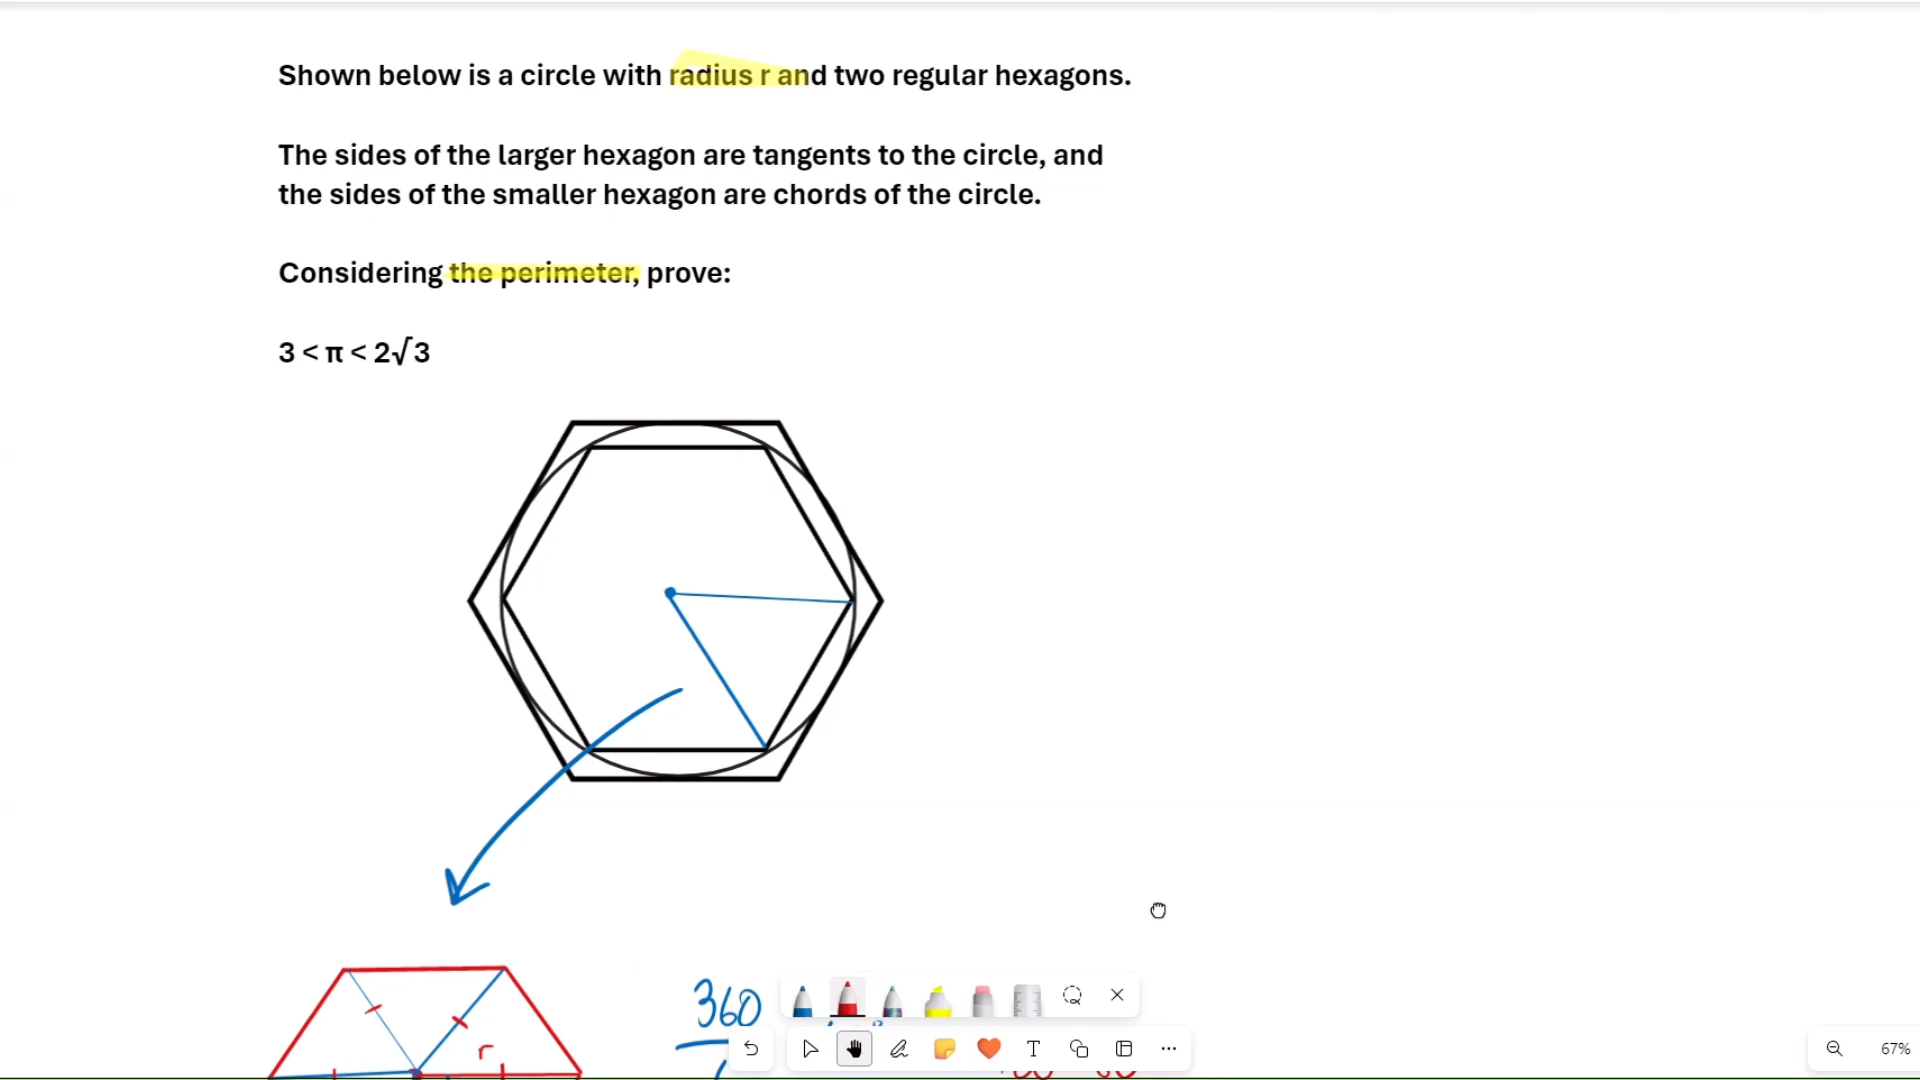 Shown below is a circle with radius r and two regular hexagons.
The sides of the larger hexagon are tangents to the circle, and
the sides of the smaller hexagon are chords of the circle.
Considering the perimeter, prove:
3 < π < 2√3
360
r
T
67%